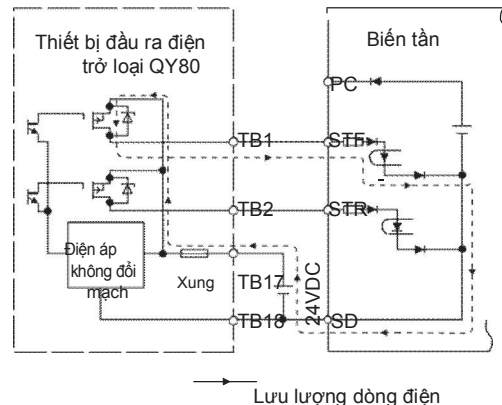 Thiết bị đầu ra điện
trở loại QY80
Biến tần
PC
TB1
STF
TB2
STR
Điện áp
không đổi
mạch
Xung
TB17
24VDC
TB18
SD
Lưu lượng dòng điện